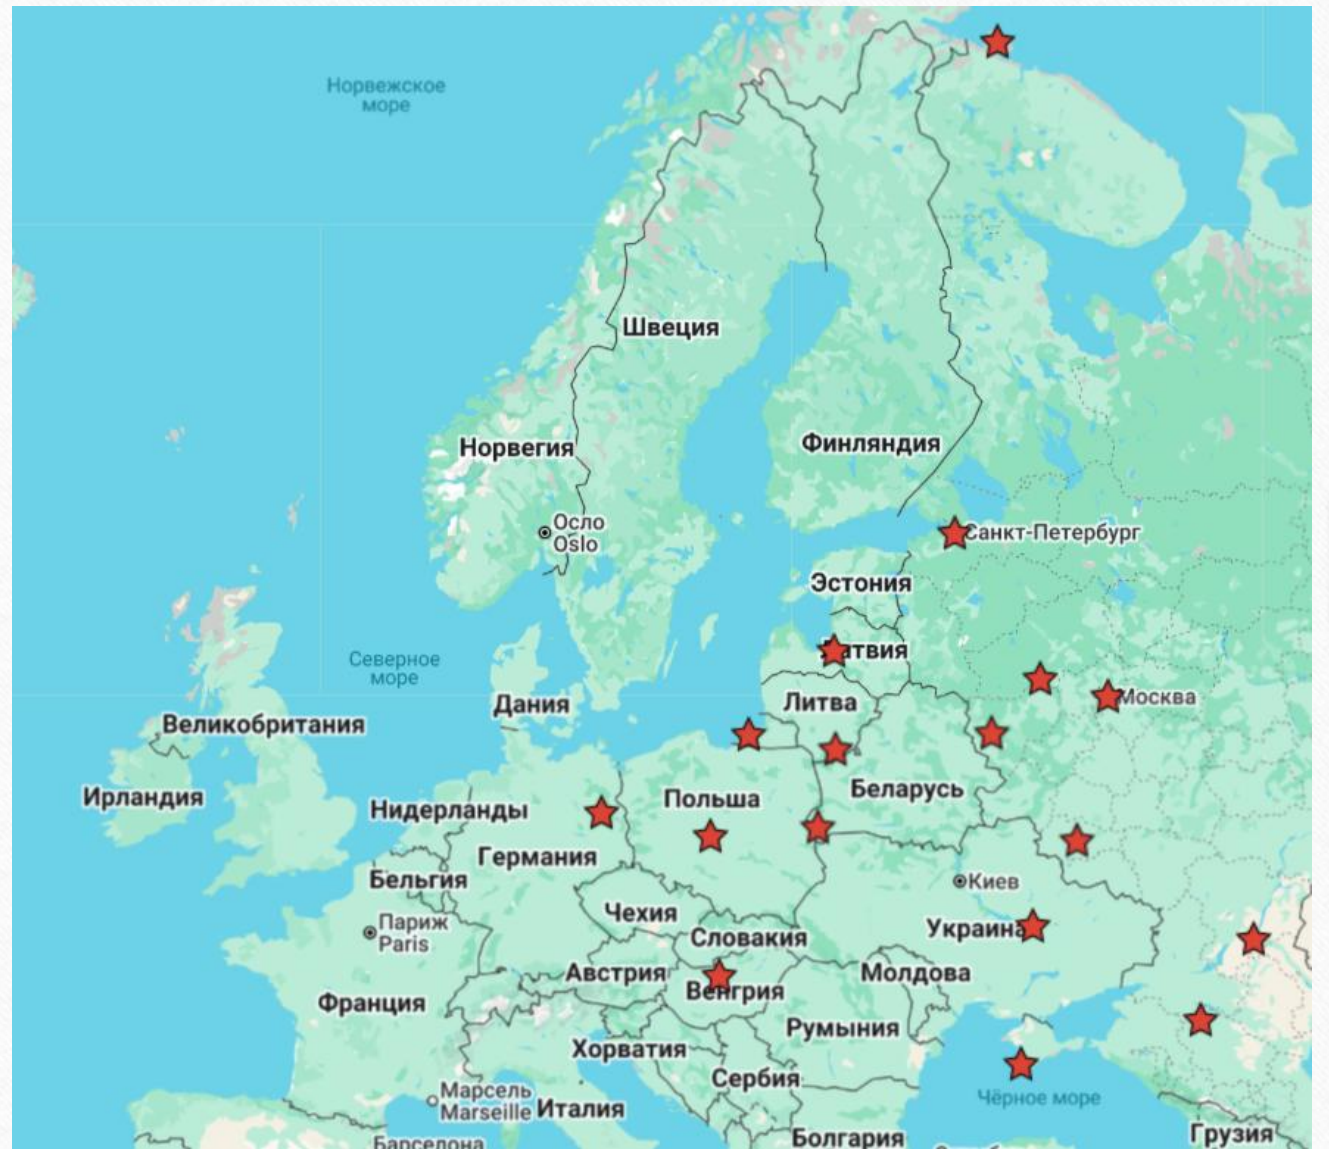 Норвежское
море
Швеция
Норвегия
Финляндия
Осло
Oslo
Санкт-Петербург
Эстония
атвия
Северное
море
Литва
Дания
Москва
Великобритания
Беларусь
Польша
Ирландия
Нидерланды
Германия
Бельгия
Киев
Чехия
Париж
Paris
Украина
Словакия
Австрия
Молдова
Венгрия
Франция
Румыния
Хорватия
Сербия
Марсель
Marseille
Чёрное море
Италия
Грузия
Болгария
Барселона